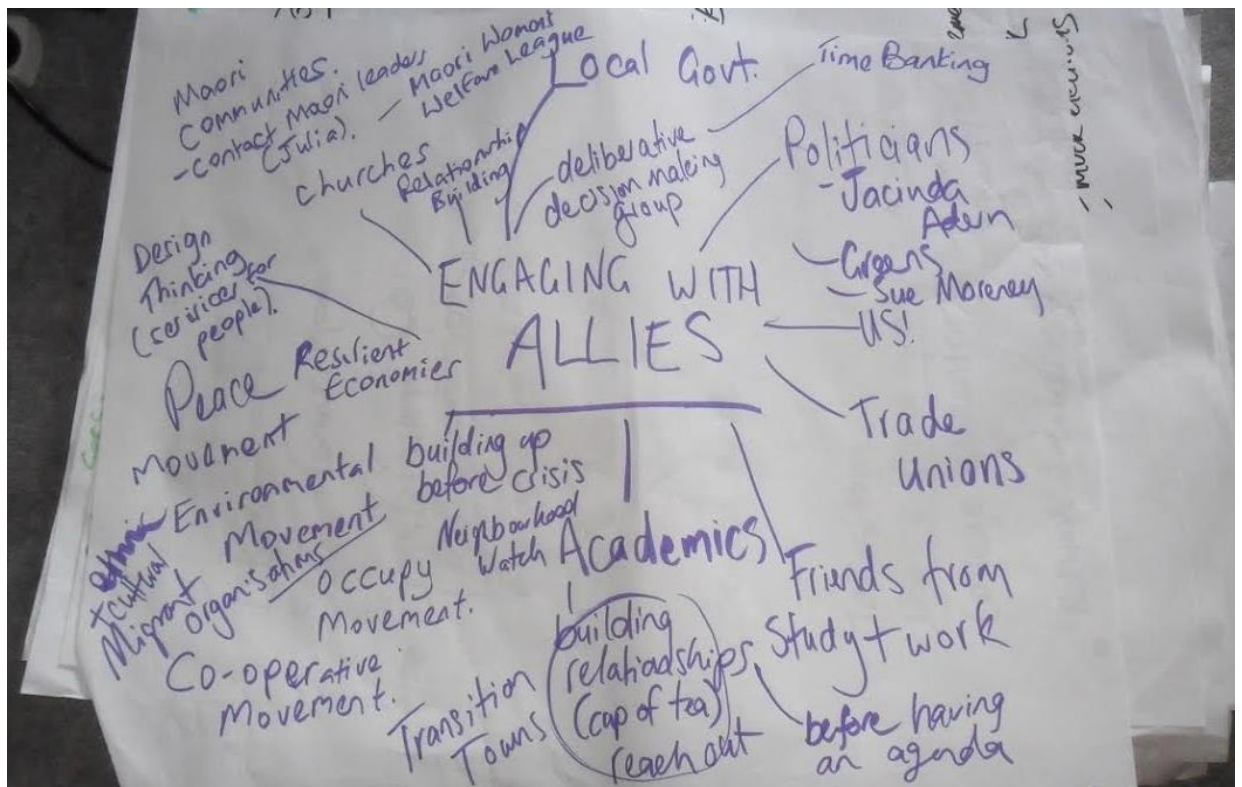 Maori
Communities.
- contact Maori leaders
(Julia). - Maori Womens
Welfare League
Local Govt.
Time Banking
churches
Relationship
Building
deliberative
decision making
group
Politicians
- Jacinda
Adern
- Greens
- Sue Moreney
US!
Trade
Unions
Design
Thinking
(services for
people).
ENGAGING WITH
ALLIES
Resilient
Economies
Peace
Movement
Environmental
Movement
building up
before crisis
Neighbourhood
Watch
+ cultural
Migrant
organisations
Occupy
Movement.
Co-operative
Movement.
Transition
Towns
Academics
building
relationships
(cup of tea)
reach out
Friends from
Study + work
before having
an agenda